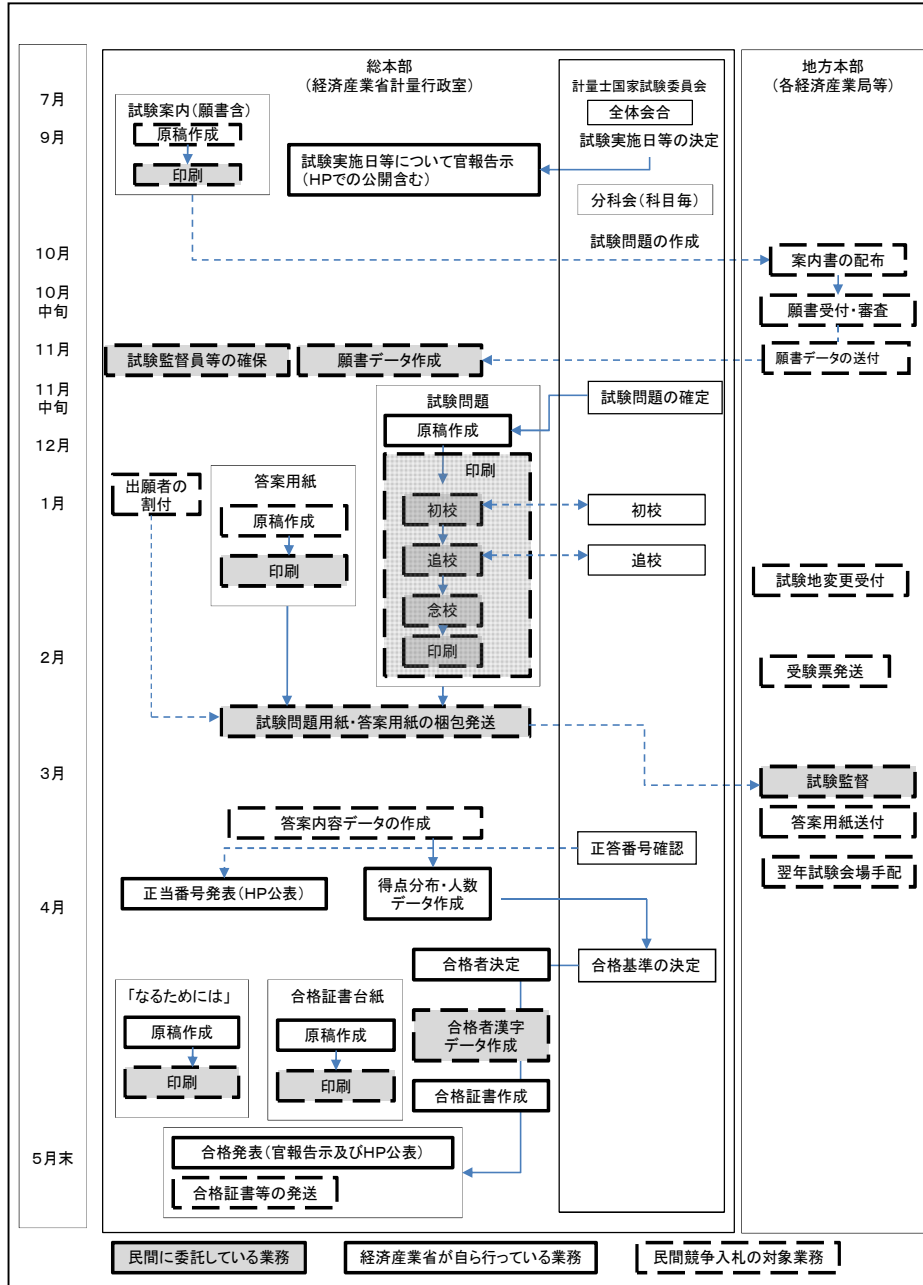 総本部
（経済産業省計量行政室）
計量士国家試験委員会
地方本部
（各経済産業局等）
7月
試験案内（願書含）
全体会合
9月
原稿作成
試験実施日等の決定
試験実施日等について官報告示
（HPでの公開含む）
印刷
分科会（科目毎）
試験問題の作成
10月
案内書の配布
10月
中旬
願書受付・審査
11月
試験監督員等の確保
願書データ作成
願書データの送付
11月
中旬
試験問題
試験問題の確定
原稿作成
12月
印刷
出願者の
割付
答案用紙
1月
初校
初校
原稿作成
追校
追校
印刷
試験地変更受付
念校
印刷
2月
受験票発送
試験問題用紙・答案用紙の梱包発送
3月
試験監督
答案内容データの作成
答案用紙送付
正答番号確認
翌年試験会場手配
正当番号発表（HP公表）
得点分布・人数
データ作成
4月
合格者決定
合格基準の決定
「なるためには」
合格証書台紙
原稿作成
原稿作成
合格者漢字
データ作成
印刷
印刷
合格証書作成
5月末
合格発表（官報告示及びHP公表）
合格証書等の発送
民間に委託している業務
経済産業省が自ら行っている業務
民間競争入札の対象業務